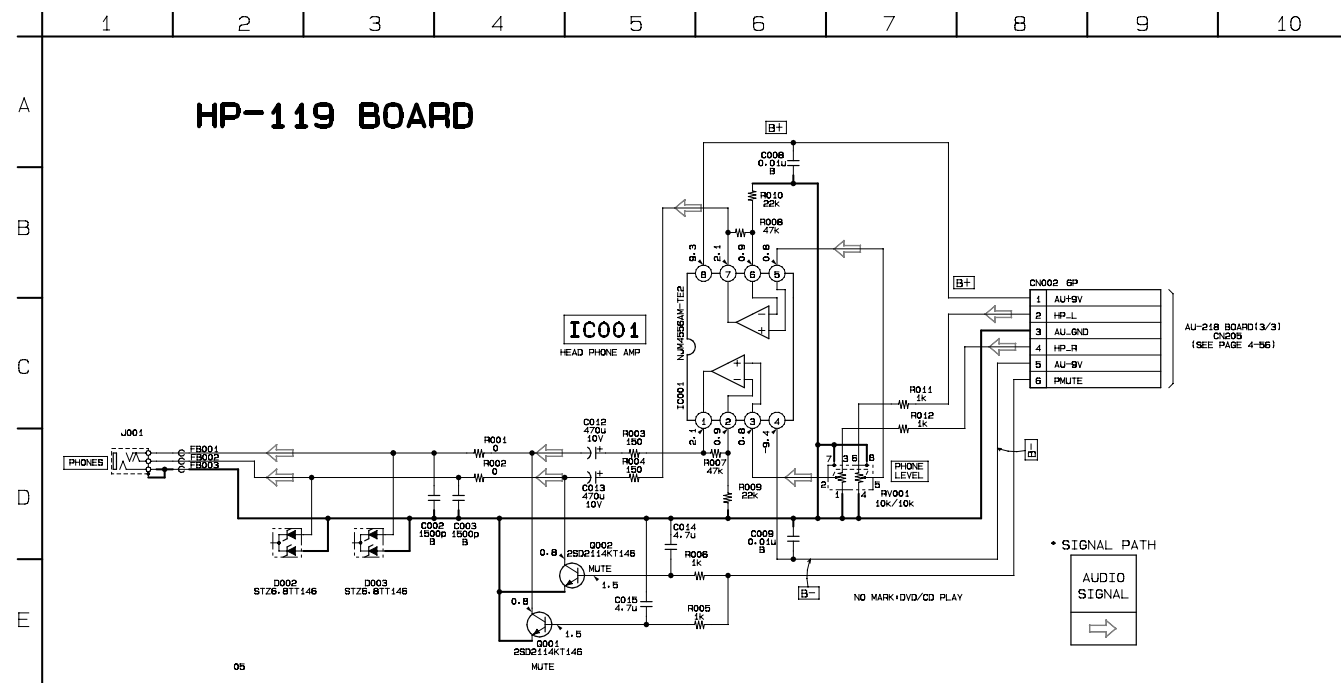 1 2 3 4 5 6 7 8 9 10
A
HP-119 BOARD
B+
C008
0.01u
B
R010
22k
B
R008
47k
9.3
2.1
0.9
0.8
8 7 6 5
B+
CN002 6P
1 AU+9V
2 HP_L
3 AU_GND
4 HP_R
5 AU-9V
6 PMUTE
AU-218 BOARD(3/3)
CN205
(SEE PAGE 4-56)
C
IC001
HEAD PHONE AMP
NJM4556AM-TE2
IC001
- +
+ -
R011
1k
R012
1k
1 2 3 4
2.1
0.9
0.8
-9.4
J001
PHONES
FB001
FB002
FB003
R001
0
R002
0
C012
470u
10V
R003
150
R004
150
C013
470u
10V
R007
47k
R009
22k
7 3 6 8
2 1 4 5
PHONE
LEVEL
RV001
10k/10k
B-
D
C002
1500p
B
C003
1500p
B
C014
4.7u
C009
0.01u
B
D002
STZ6.8TT146
D003
STZ6.8TT146
0.8
Q002
2SD2114KT146
MUTE
1.5
R006
1k
C015
4.7u
R005
1k
B-
NO MARK:DVD/CD PLAY
• SIGNAL PATH
AUDIO
SIGNAL
E
0.8
1.5
Q001
2SD2114KT146
MUTE
05